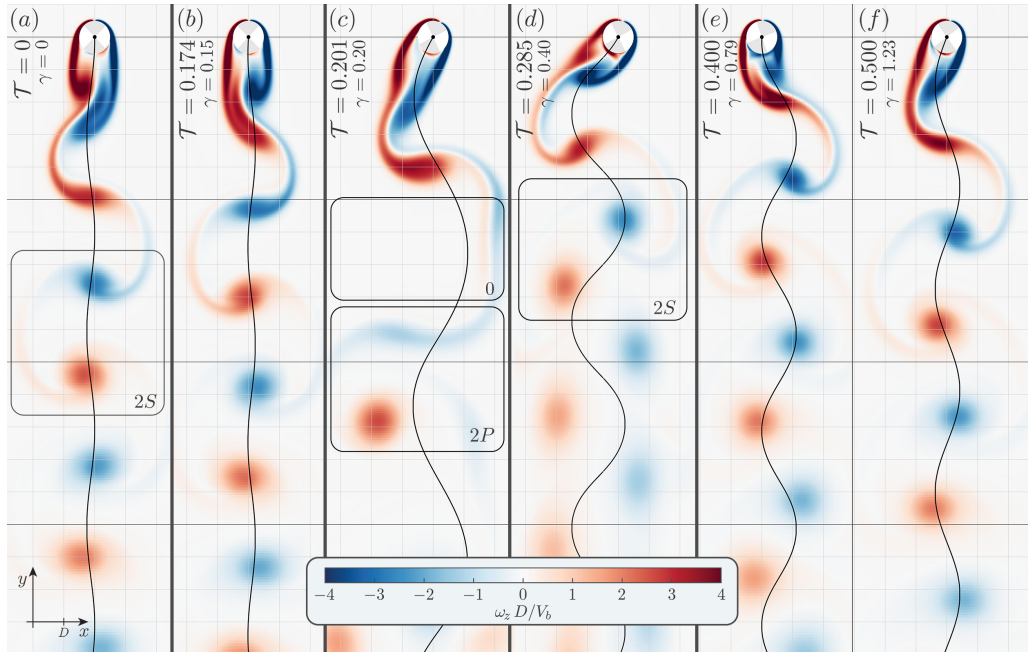 (a)
𝒯 = 0
γ = 0
2S
(b)
𝒯 = 0.174
γ = 0.15
(c)
𝒯 = 0.201
γ = 0.20
0
2P
(d)
𝒯 = 0.285
γ = 0.40
2S
(e)
𝒯 = 0.400
γ = 0.79
(f)
𝒯 = 0.500
γ = 1.23
y
D x
−4 −3 −2 −1 0 1 2 3 4
ω_z D/V_b